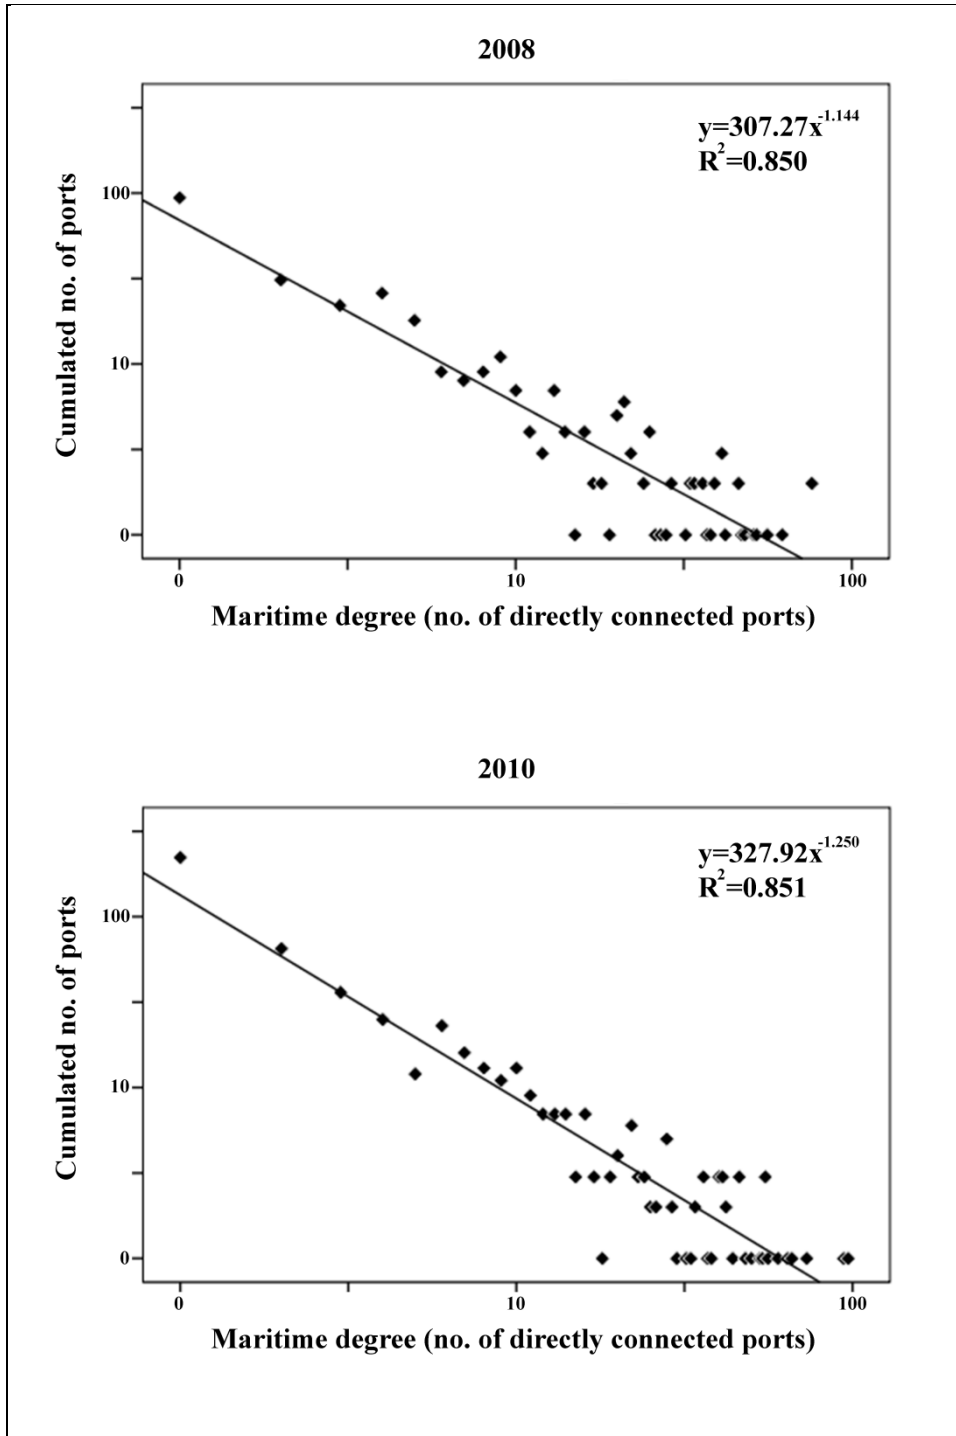 2008
y=307.27x^-1.144
R^2=0.850
Cumulated no. of ports
100
10
0
0 10 100
Maritime degree (no. of directly connected ports)
2010
y=327.92x^-1.250
R^2=0.851
Cumulated no. of ports
100
10
0
0 10 100
Maritime degree (no. of directly connected ports)